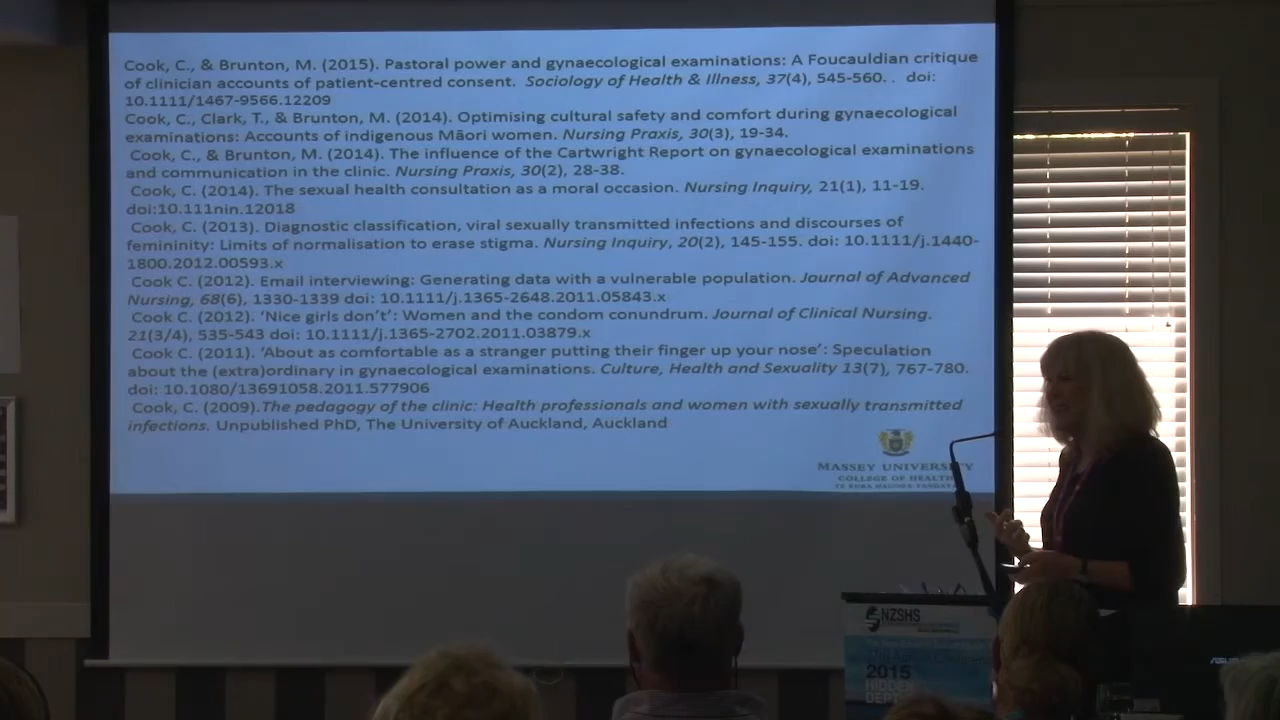 Cook, C., & Brunton, M. (2015). Pastoral power and gynaecological examinations: A Foucauldian critique
of clinician accounts of patient-centred consent. Sociology of Health & Illness, 37(4), 545-560. . doi:
10.1111/1467-9566.12209
Cook, C., Clark, T., & Brunton, M. (2014). Optimising cultural safety and comfort during gynaecological
examinations: Accounts of indigenous Māori women. Nursing Praxis, 30(3), 19-34.
Cook, C., & Brunton, M. (2014). The influence of the Cartwright Report on gynaecological examinations
and communication in the clinic. Nursing Praxis, 30(2), 28-38.
Cook, C. (2014). The sexual health consultation as a moral occasion. Nursing Inquiry, 21(1), 11-19.
doi:10.111nin.12018
Cook, C. (2013). Diagnostic classification, viral sexually transmitted infections and discourses of
femininity: Limits of normalisation to erase stigma. Nursing Inquiry, 20(2), 145-155. doi: 10.1111/j.1440-
1800.2012.00593.x
Cook C. (2012). Email interviewing: Generating data with a vulnerable population. Journal of Advanced
Nursing, 68(6), 1330-1339 doi: 10.1111/j.1365-2648.2011.05843.x
Cook C. (2012). ‘Nice girls don’t’: Women and the condom conundrum. Journal of Clinical Nursing.
21(3/4), 535-543 doi: 10.1111/j.1365-2702.2011.03879.x
Cook C. (2011). ‘About as comfortable as a stranger putting their finger up your nose’: Speculation
about the (extra)ordinary in gynaecological examinations. Culture, Health and Sexuality 13(7), 767-780.
doi: 10.1080/13691058.2011.577906
Cook, C. (2009).The pedagogy of the clinic: Health professionals and women with sexually transmitted
infections. Unpublished PhD, The University of Auckland, Auckland
MASSEY UNIVERSITY
COLLEGE OF HEALTH
TE KURA HAUORA TANGATA
NZSHS
2015
HIDDE
DEPT